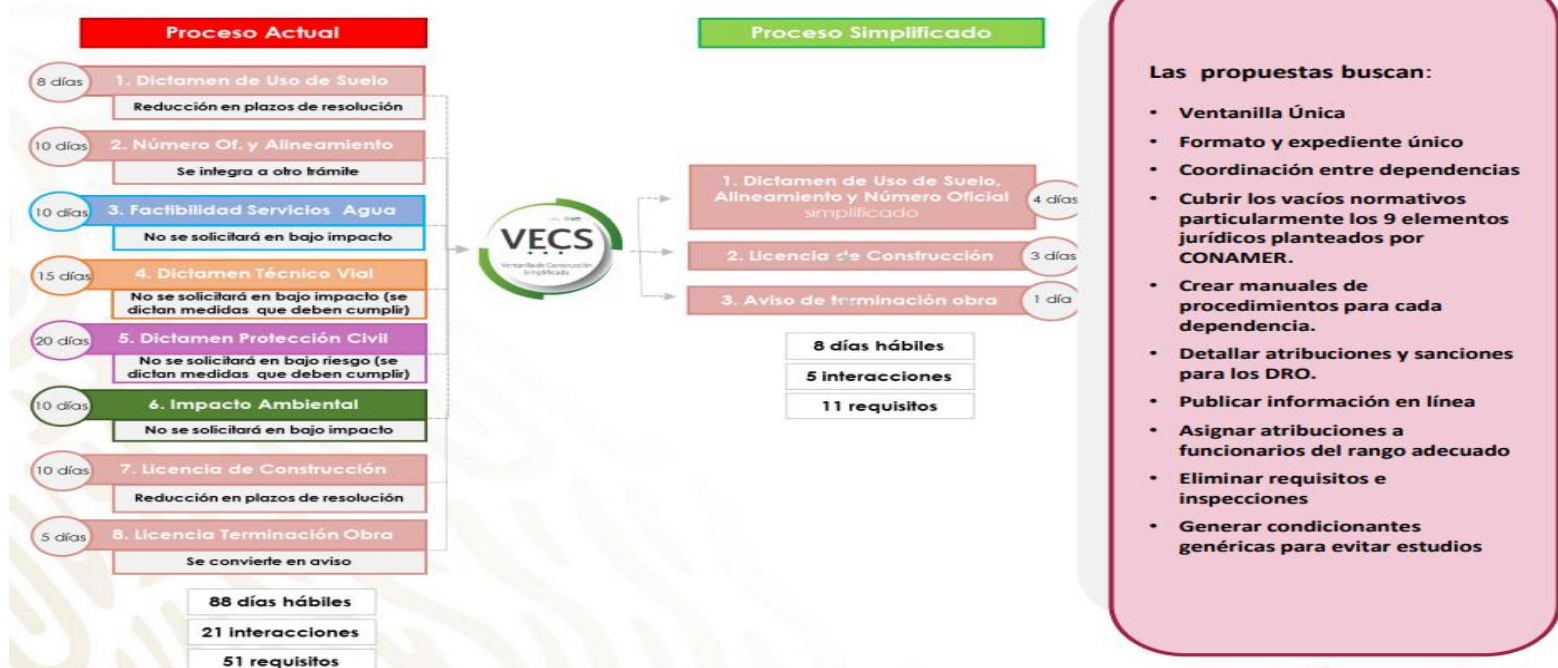 Proceso Actual
8 días
1. Dictamen de Uso de Suelo
Reducción en plazos de resolución
10 días
2. Número Of. y Alineamiento
Se integra a otro trámite
10 días
3. Factibilidad Servicios Agua
No se solicitará en bajo impacto
15 días
4. Dictamen Técnico Vial
No se solicitará en bajo impacto (se
dictan medidas que deben cumplir)
20 días
5. Dictamen Protección Civil
No se solicitará en bajo riesgo (se
dictan medidas que deben cumplir)
10 días
6. Impacto Ambiental
No se solicitará en bajo impacto
10 días
7. Licencia de Construcción
Reducción en plazos de resolución
5 días
8. Licencia Terminación Obra
Se convierte en aviso
88 días hábiles
21 interacciones
51 requisitos
VECS
Ventanilla de Construcción
Simplificada
Proceso Simplificado
1. Dictamen de Uso de Suelo,
Alineamiento y Número Oficial
simplificado
4 días
2. Licencia de Construcción
3 días
3. Aviso de terminación obra
1 día
8 días hábiles
5 interacciones
11 requisitos
Las propuestas buscan:
• Ventanilla Única
• Formato y expediente único
• Coordinación entre dependencias
• Cubrir los vacíos normativos
particularmente los 9 elementos
jurídicos planteados por
CONAMER.
• Crear manuales de
procedimientos para cada
dependencia.
• Detallar atribuciones y sanciones
para los DRO.
• Publicar información en línea
• Asignar atribuciones a
funcionarios del rango adecuado
• Eliminar requisitos e
inspecciones
• Generar condicionantes
genéricas para evitar estudios